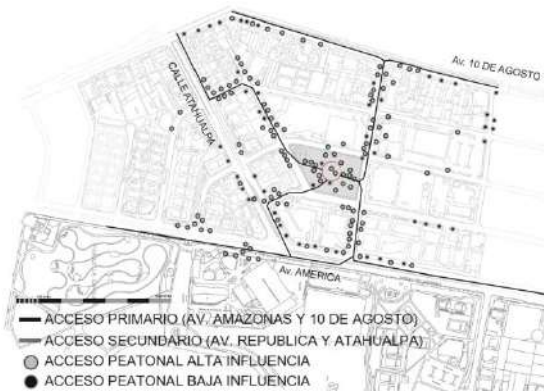 Av. 10 DE AGOSTO
CALLE ATAHUALPA
Av. AMERICA
ACCESO PRIMARIO (AV. AMAZONAS Y 10 DE AGOSTO)
ACCESO SECUNDARIO (AV. REPUBLICA Y ATAHUALPA)
ACCESO PEATONAL ALTA INFLUENCIA
ACCESO PEATONAL BAJA INFLUENCIA